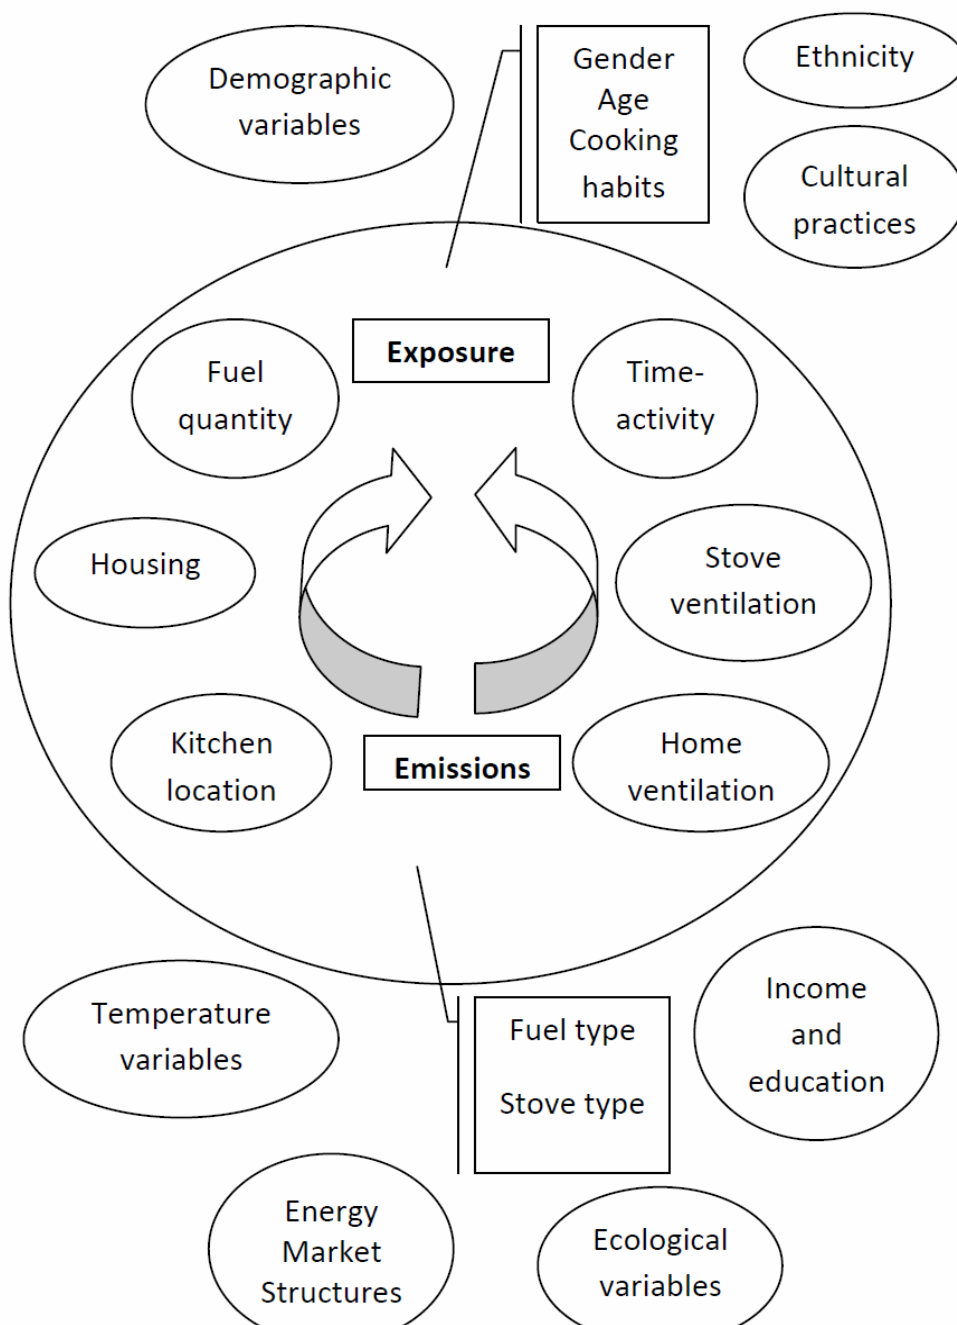 Demographic
variables
Gender
Age
Cooking
habits
Ethnicity
Cultural
practices
Fuel
quantity
Exposure
Time-
activity
Housing
Stove
ventilation
Kitchen
location
Emissions
Home
ventilation
Temperature
variables
Fuel type
Stove type
Income
and
education
Energy
Market
Structures
Ecological
variables